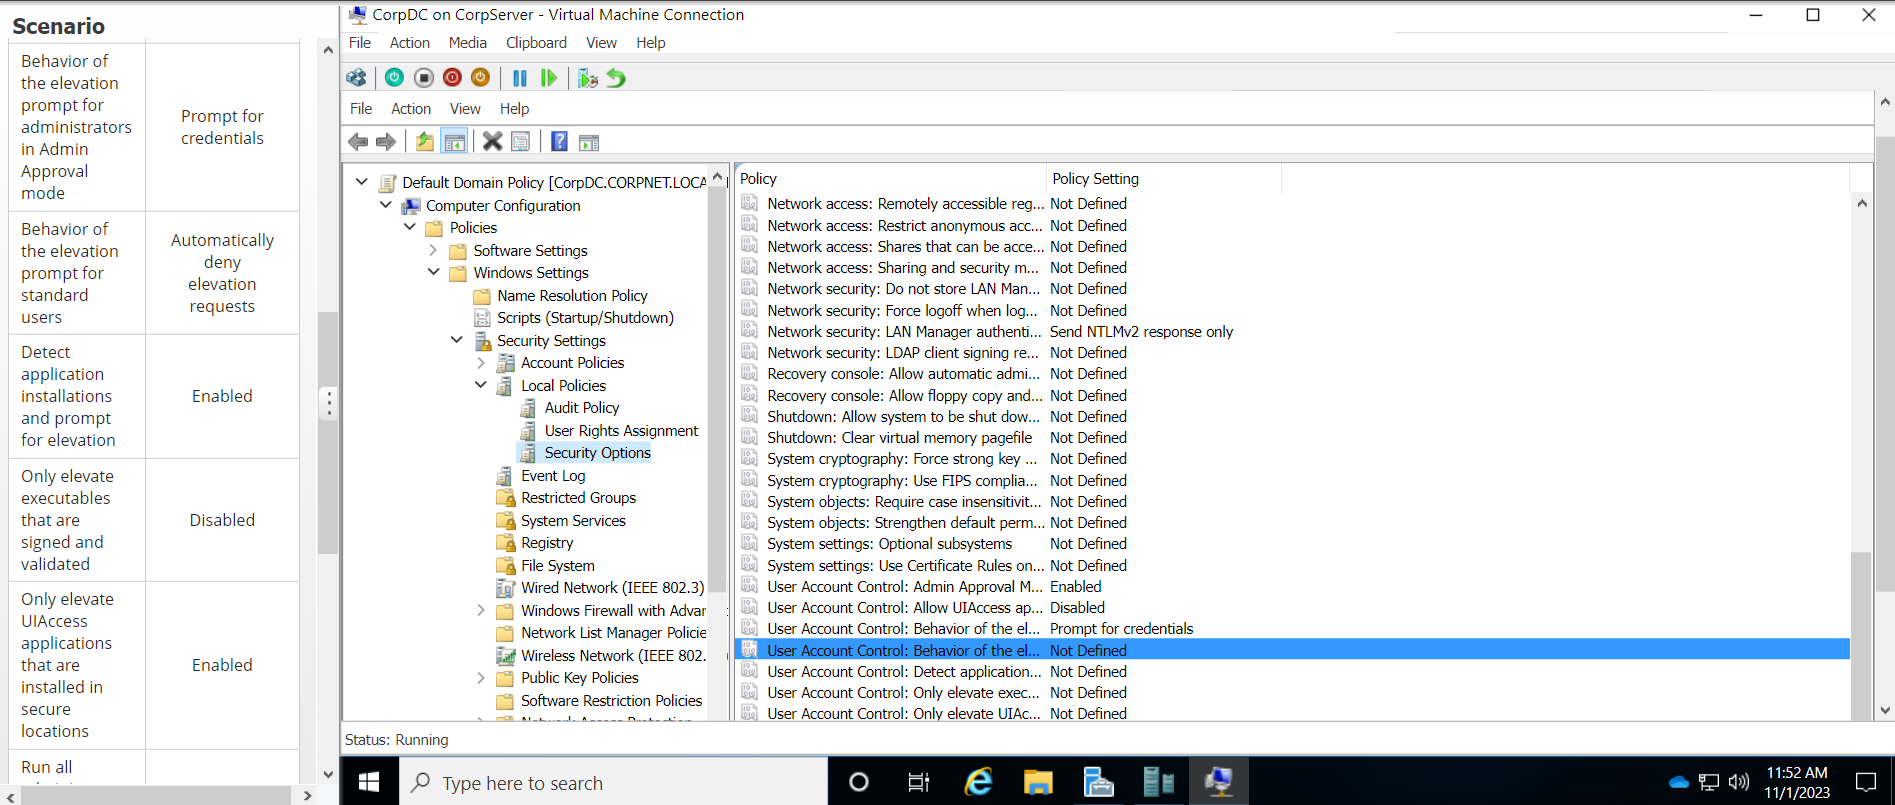 Scenario
Behavior of
the elevation
prompt for
administrators
in Admin
Approval
mode
Prompt for
credentials
Behavior of
the elevation
prompt for
standard
users
Automatically
deny
elevation
requests
Detect
application
installations
and prompt
for elevation
Enabled
Only elevate
executables
that are
signed and
validated
Disabled
Only elevate
UIAccess
applications
that are
installed in
secure
locations
Enabled
Run all
CorpDC on CorpServer - Virtual Machine Connection
File Action Media Clipboard View Help
File Action View Help
Default Domain Policy [CorpDC.CORPNET.LOCA
Computer Configuration
Policies
Software Settings
Windows Settings
Name Resolution Policy
Scripts (Startup/Shutdown)
Security Settings
Account Policies
Local Policies
Audit Policy
User Rights Assignment
Security Options
Event Log
Restricted Groups
System Services
Registry
File System
Wired Network (IEEE 802.3)
Windows Firewall with Advar
Network List Manager Policie
Wireless Network (IEEE 802.
Public Key Policies
Software Restriction Policies
Network Access Protection
Policy Policy Setting
Network access: Remotely accessible reg... Not Defined
Network access: Restrict anonymous acc... Not Defined
Network access: Shares that can be acce... Not Defined
Network access: Sharing and security m... Not Defined
Network security: Do not store LAN Man... Not Defined
Network security: Force logoff when log... Not Defined
Network security: LAN Manager authenti... Send NTLMv2 response only
Network security: LDAP client signing re... Not Defined
Recovery console: Allow automatic admi... Not Defined
Recovery console: Allow floppy copy and... Not Defined
Shutdown: Allow system to be shut dow... Not Defined
Shutdown: Clear virtual memory pagefile Not Defined
System cryptography: Force strong key ... Not Defined
System cryptography: Use FIPS complia... Not Defined
System objects: Require case insensitivit... Not Defined
System objects: Strengthen default perm... Not Defined
System settings: Optional subsystems Not Defined
System settings: Use Certificate Rules on... Not Defined
User Account Control: Admin Approval M... Enabled
User Account Control: Allow UIAccess ap... Disabled
User Account Control: Behavior of the el... Prompt for credentials
User Account Control: Behavior of the el... Not Defined
User Account Control: Detect application... Not Defined
User Account Control: Only elevate exec... Not Defined
User Account Control: Only elevate UIAc... Not Defined
Status: Running
Type here to search
11:52 AM
11/1/2023